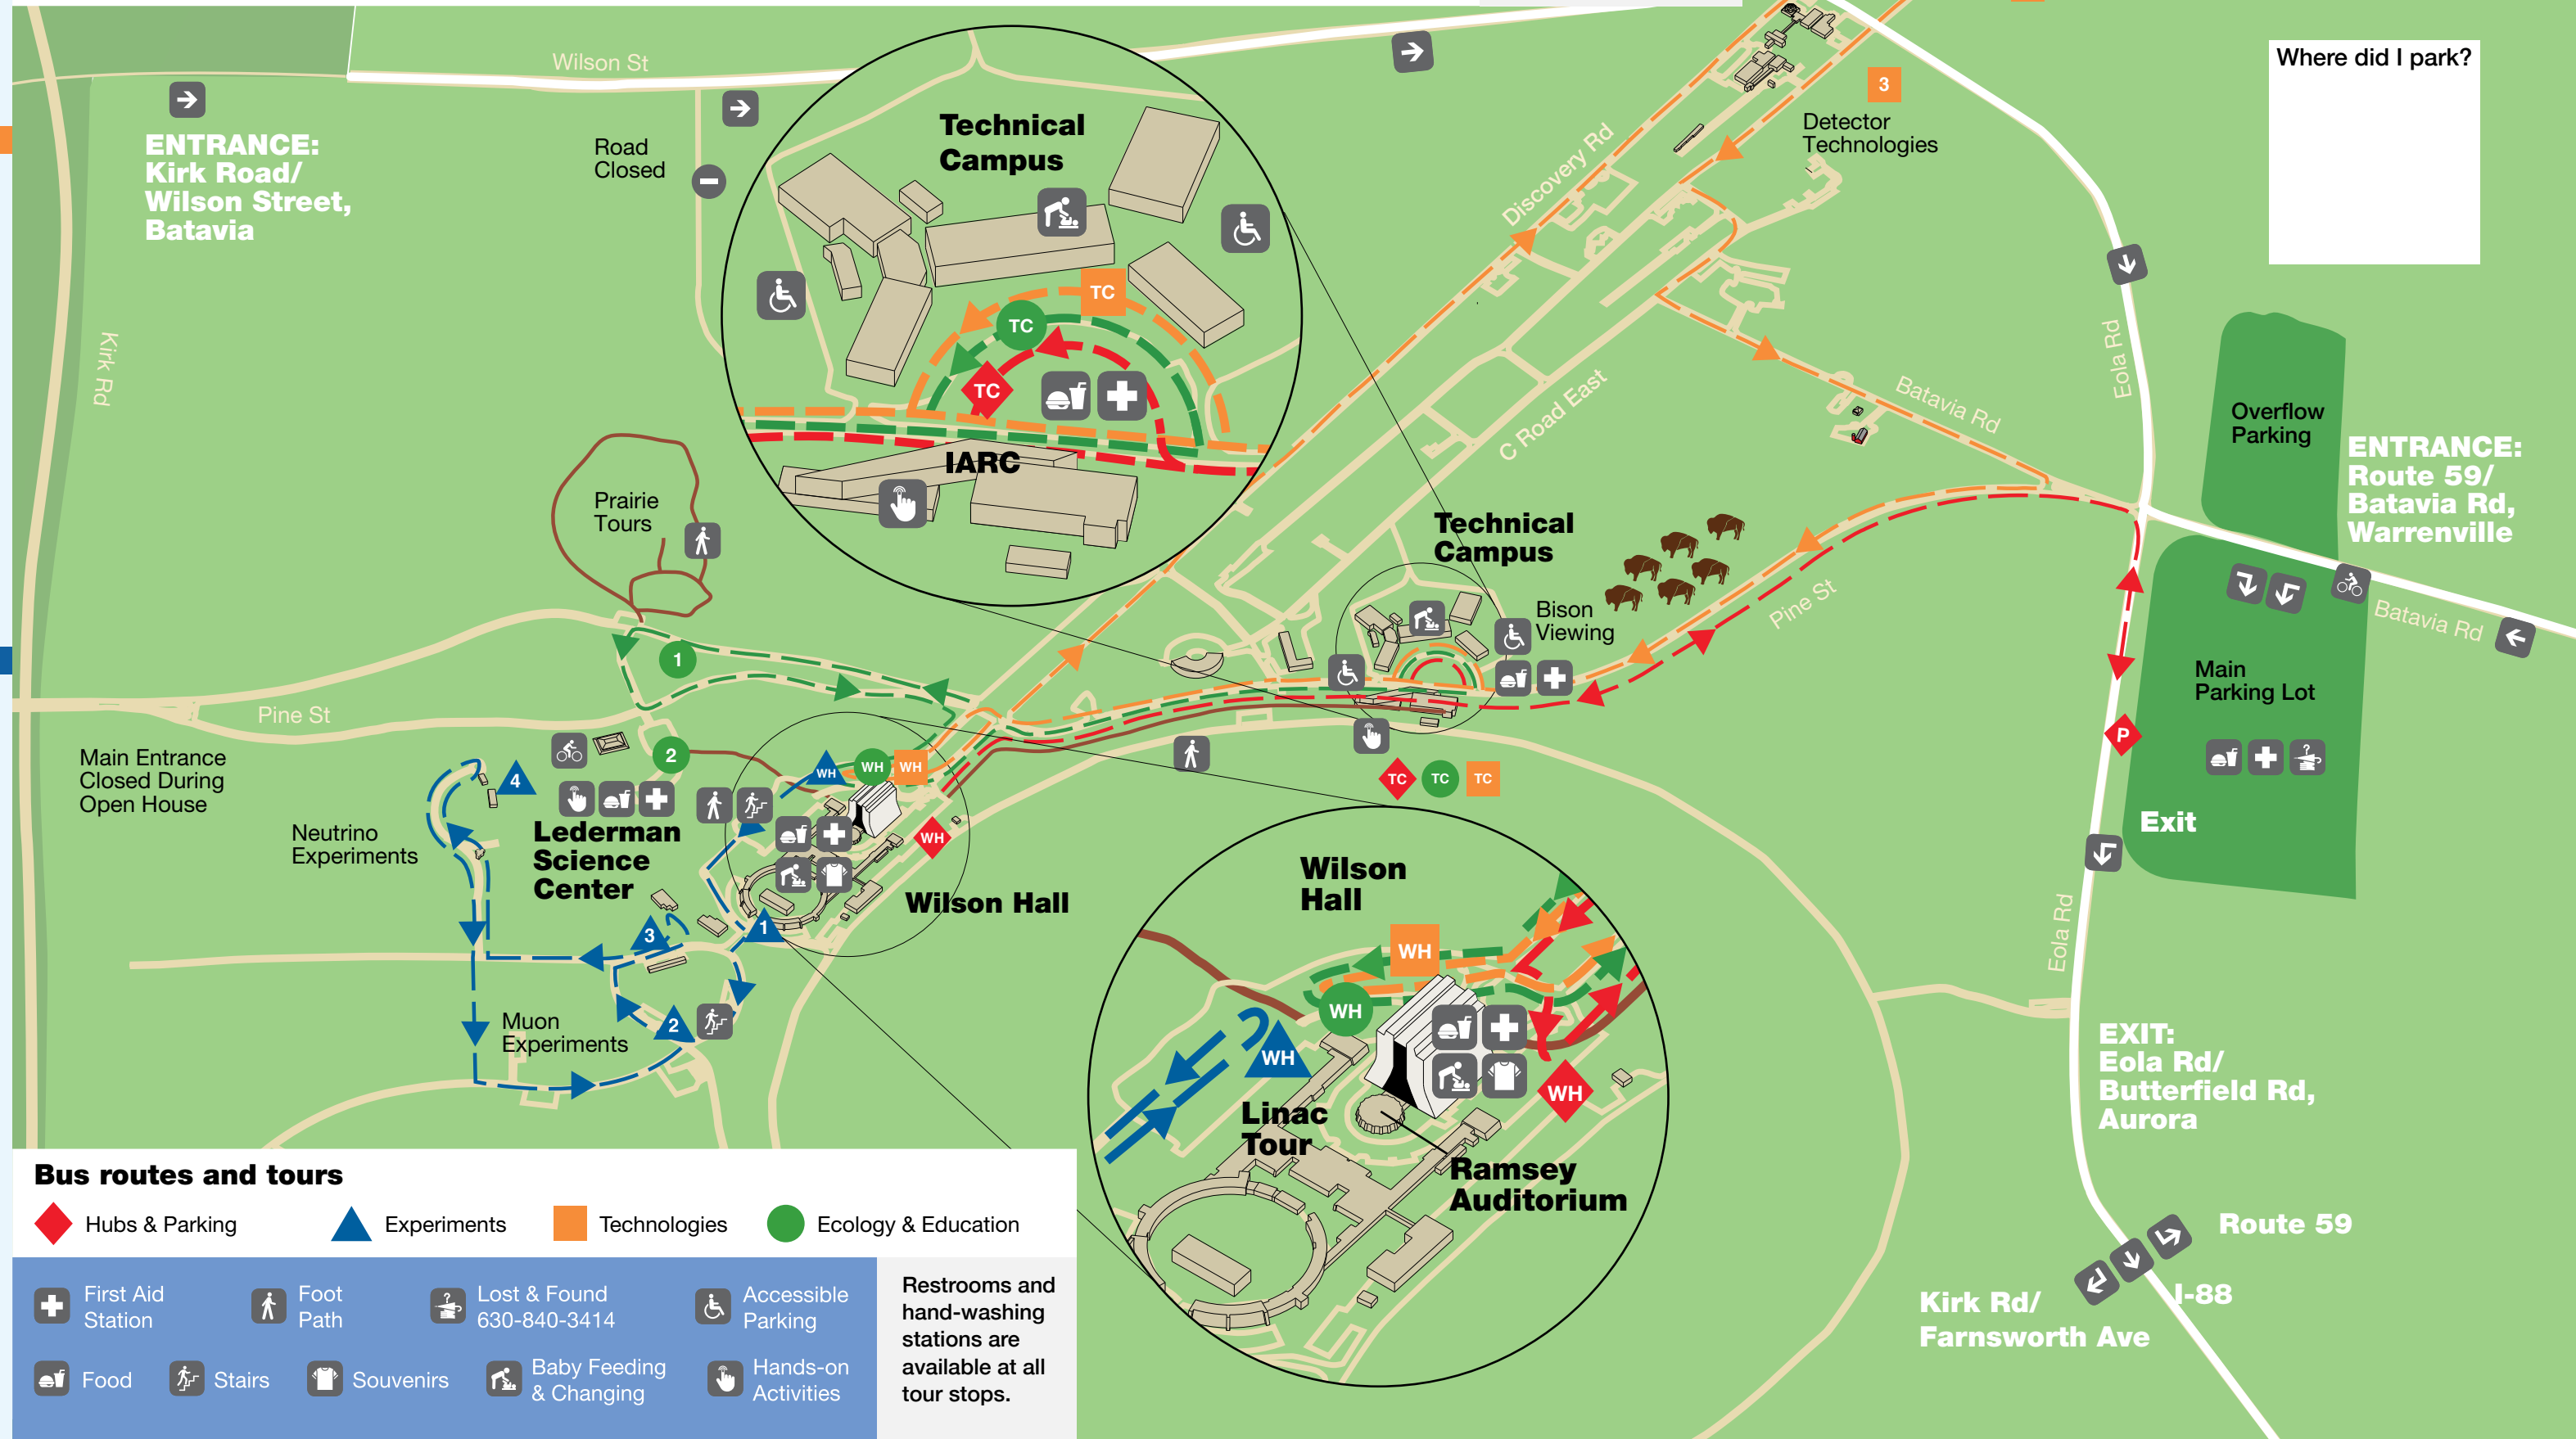 Wilson St
Where did I park?
ENTRANCE:
Kirk Road/
Wilson Street,
Batavia
Road
Closed
Technical
Campus
TC
TC
TC
IARC
3
Detector
Technologies
Discovery Rd
Kirk Rd
C Road East
Batavia Rd
Eola Rd
Overflow
Parking
ENTRANCE:
Route 59/
Batavia Rd,
Warrenville
Prairie
Tours
Technical
Campus
Bison
Viewing
Pine St
Batavia Rd
Main
Parking Lot
P
Exit
1
Pine St
Main Entrance
Closed During
Open House
2
4
WH
WH
WH
WH
TC
TC
TC
Neutrino
Experiments
Lederman
Science
Center
Wilson Hall
1
3
2
Muon
Experiments
Wilson
Hall
WH
WH
WH
WH
Linac
Tour
Ramsey
Auditorium
Eola Rd
EXIT:
Eola Rd/
Butterfield Rd,
Aurora
Route 59
I-88
Kirk Rd/
Farnsworth Ave
Bus routes and tours
Hubs & Parking
Experiments
Technologies
Ecology & Education
First Aid
Station
Foot
Path
Lost & Found
630-840-3414
Accessible
Parking
Food
Stairs
Souvenirs
Baby Feeding
& Changing
Hands-on
Activities
Restrooms and
hand-washing
stations are
available at all
tour stops.